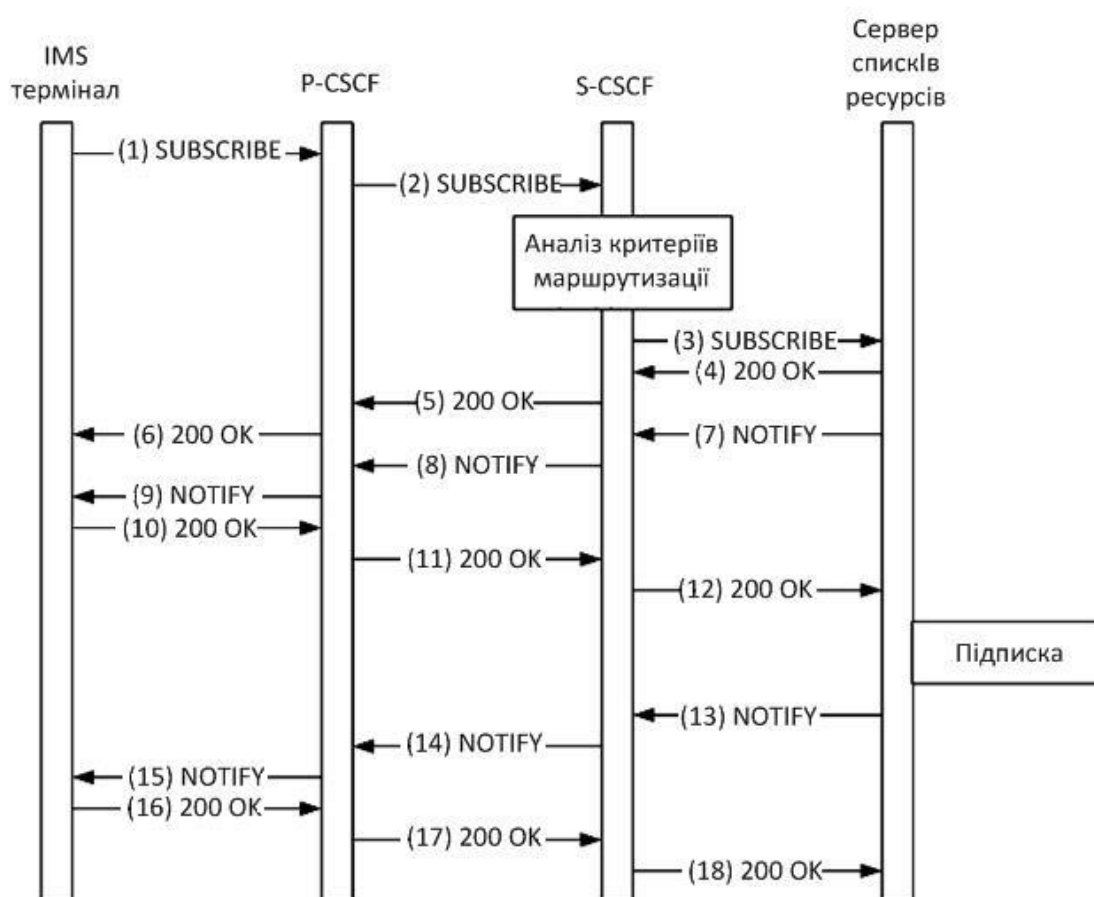 IMS
термінал
P-CSCF
S-CSCF
Сервер
списків
ресурсів
(1) SUBSCRIBE
(2) SUBSCRIBE
Аналіз критеріїв
маршрутизації
(3) SUBSCRIBE
(4) 200 OK
(5) 200 OK
(6) 200 OK
(7) NOTIFY
(8) NOTIFY
(9) NOTIFY
(10) 200 OK
(11) 200 OK
(12) 200 OK
Підписка
(13) NOTIFY
(14) NOTIFY
(15) NOTIFY
(16) 200 OK
(17) 200 OK
(18) 200 OK